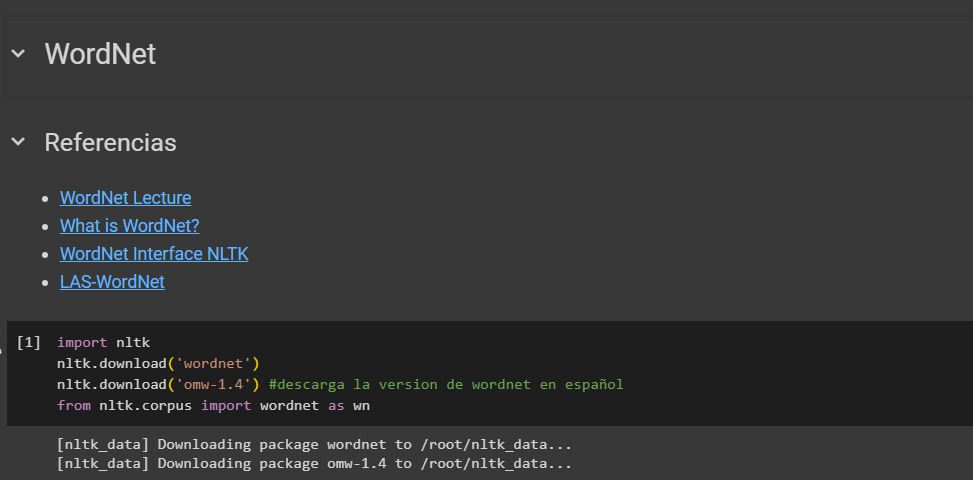 WordNet
Referencias
WordNet Lecture
What is WordNet?
WordNet Interface NLTK
LAS-WordNet
[1] import nltk
nltk.download('wordnet')
nltk.download('omw-1.4') #descarga la version de wordnet en español
from nltk.corpus import wordnet as wn
[nltk_data] Downloading package wordnet to /root/nltk_data...
[nltk_data] Downloading package omw-1.4 to /root/nltk_data...